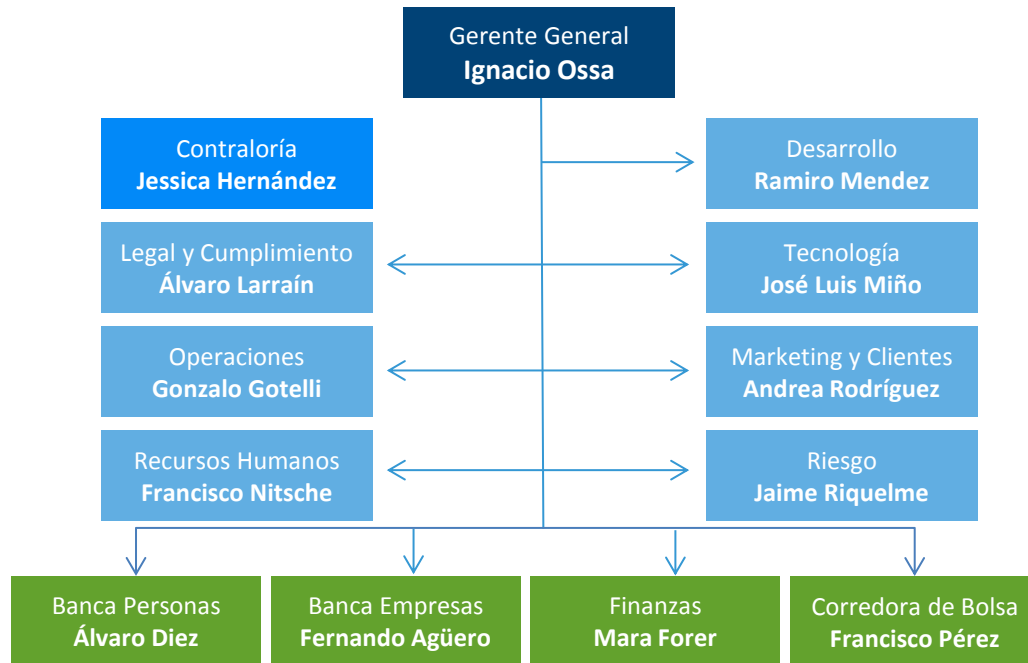 Gerente General
Ignacio Ossa
Contraloría
Jessica Hernández
Desarrollo
Ramiro Mendez
Legal y Cumplimiento
Álvaro Larraín
Tecnología
José Luis Miño
Operaciones
Gonzalo Gotelli
Marketing y Clientes
Andrea Rodríguez
Recursos Humanos
Francisco Nitsche
Riesgo
Jaime Riquelme
Banca Personas
Álvaro Diez
Banca Empresas
Fernando Agüero
Finanzas
Mara Forer
Corredora de Bolsa
Francisco Pérez